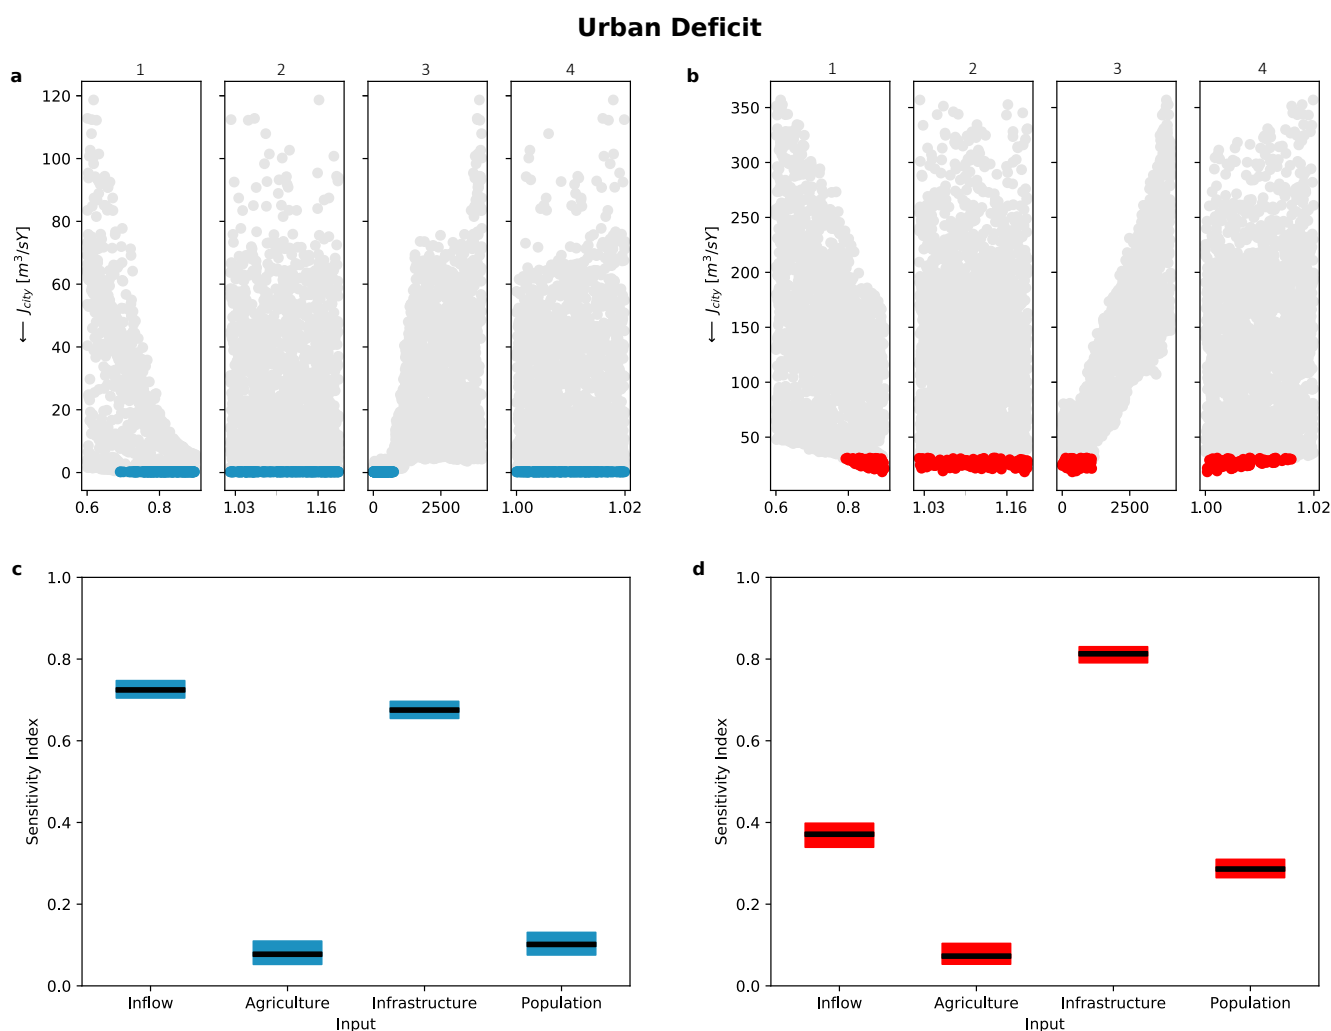 Urban Deficit
a
1 2 3 4
← J_city [m³/sY]
120
100
80
60
40
20
0
0.6 0.8 1.03 1.16 0 2500 1.00 1.02
b
1 2 3 4
← J_city [m³/sY]
350
300
250
200
150
100
50
0.6 0.8 1.03 1.16 0 2500 1.00 1.02
c
Sensitivity Index
1.0
0.8
0.6
0.4
0.2
0.0
Inflow Agriculture Infrastructure Population
Input
d
Sensitivity Index
1.0
0.8
0.6
0.4
0.2
0.0
Inflow Agriculture Infrastructure Population
Input